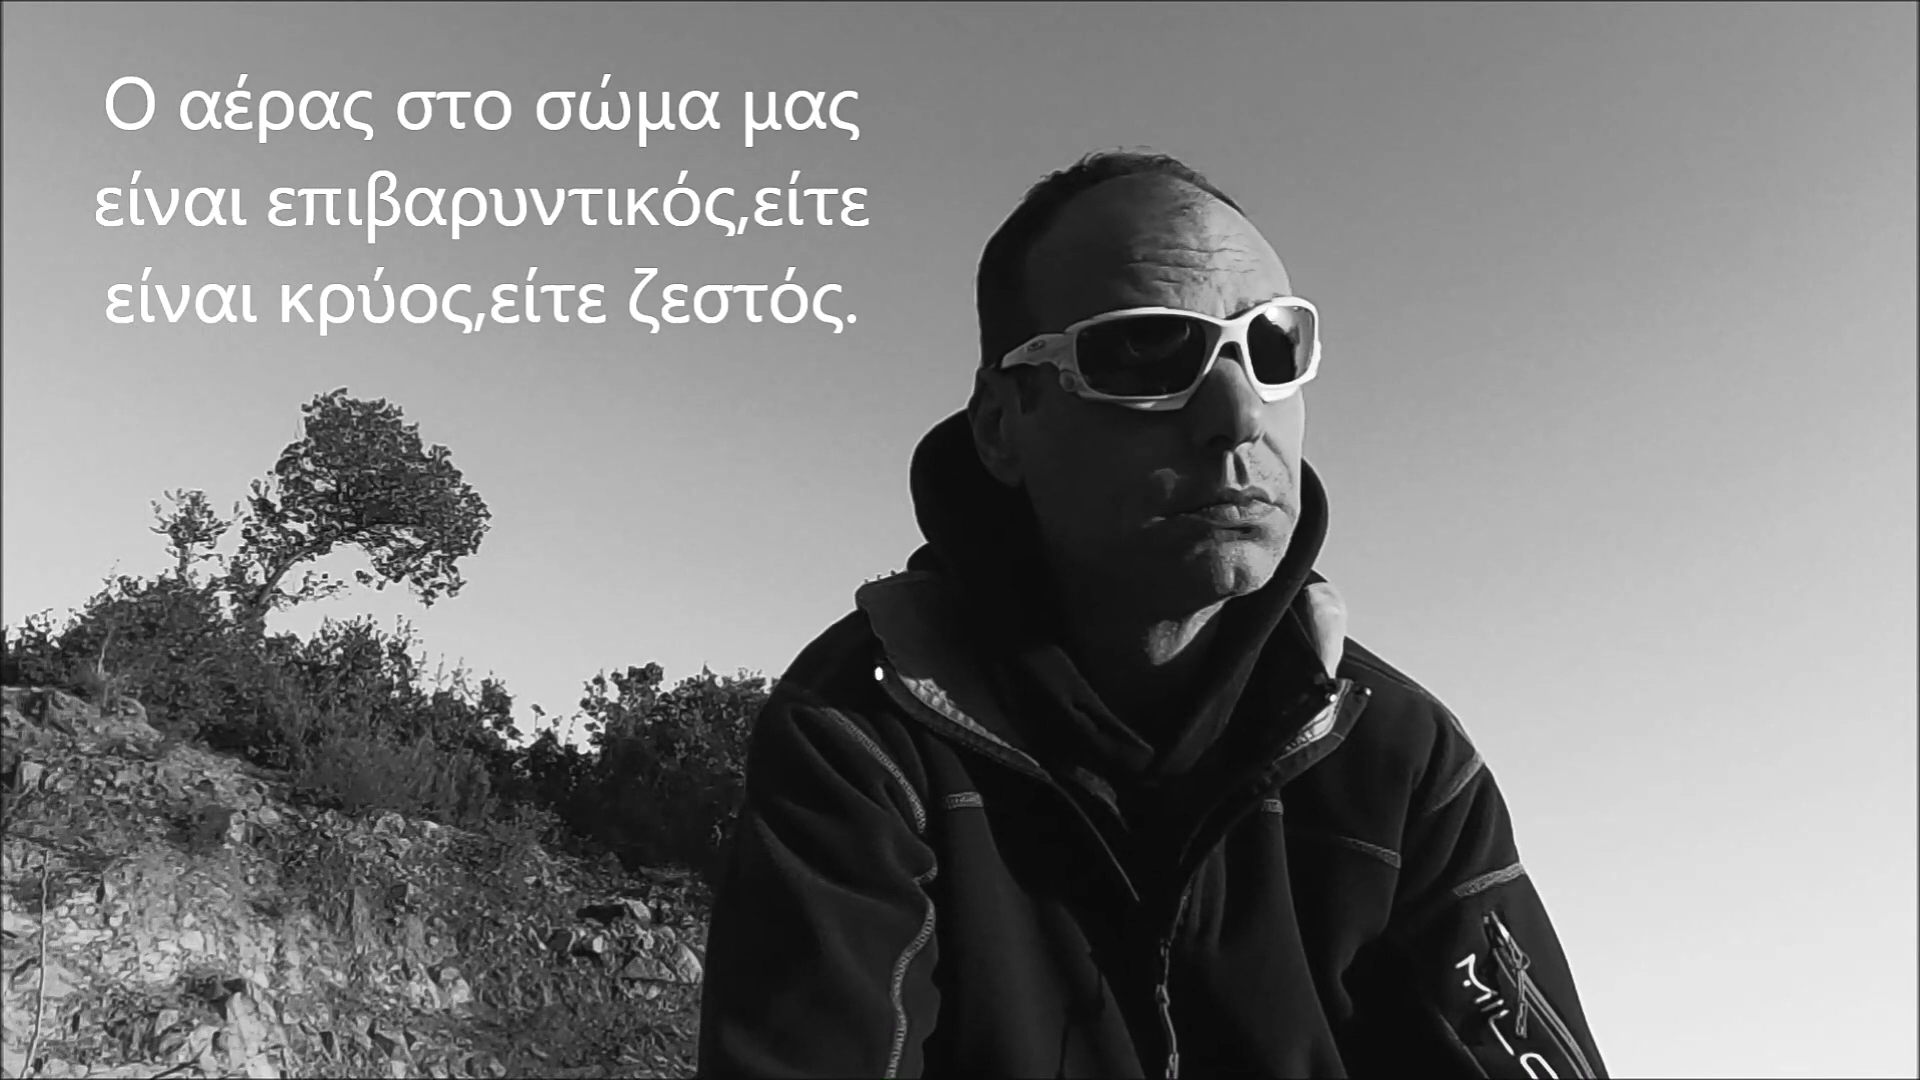 Ο αέρας στο σώμα μας
είναι επιβαρυντικός,είτε
είναι κρύος,είτε ζεστός.